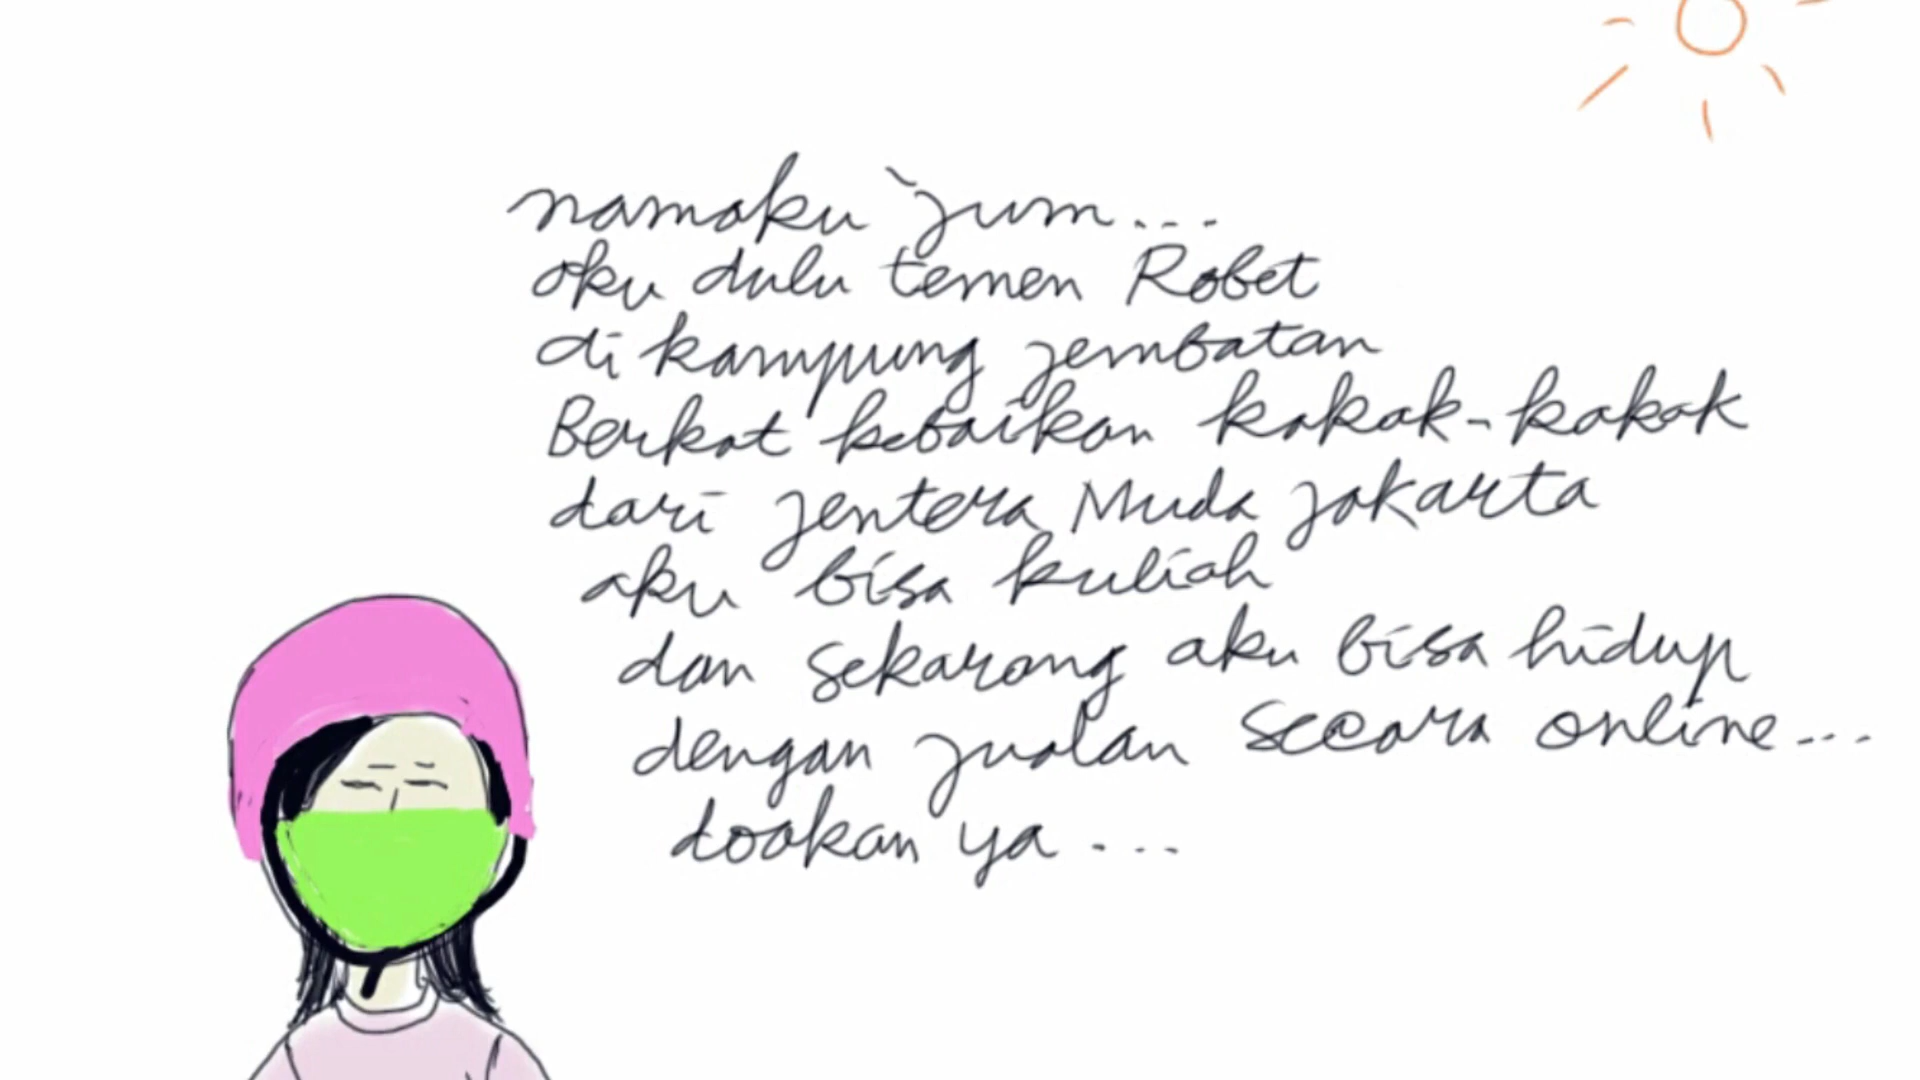 namaku Jum...
aku dulu temen Robet
di kampung jembatan
Berkat kebaikan kakak-kakak
dari Jentera Muda Jakarta
aku bisa kuliah
dan sekarang aku bisa hidup
dengan jualan secara online...
doakan ya...